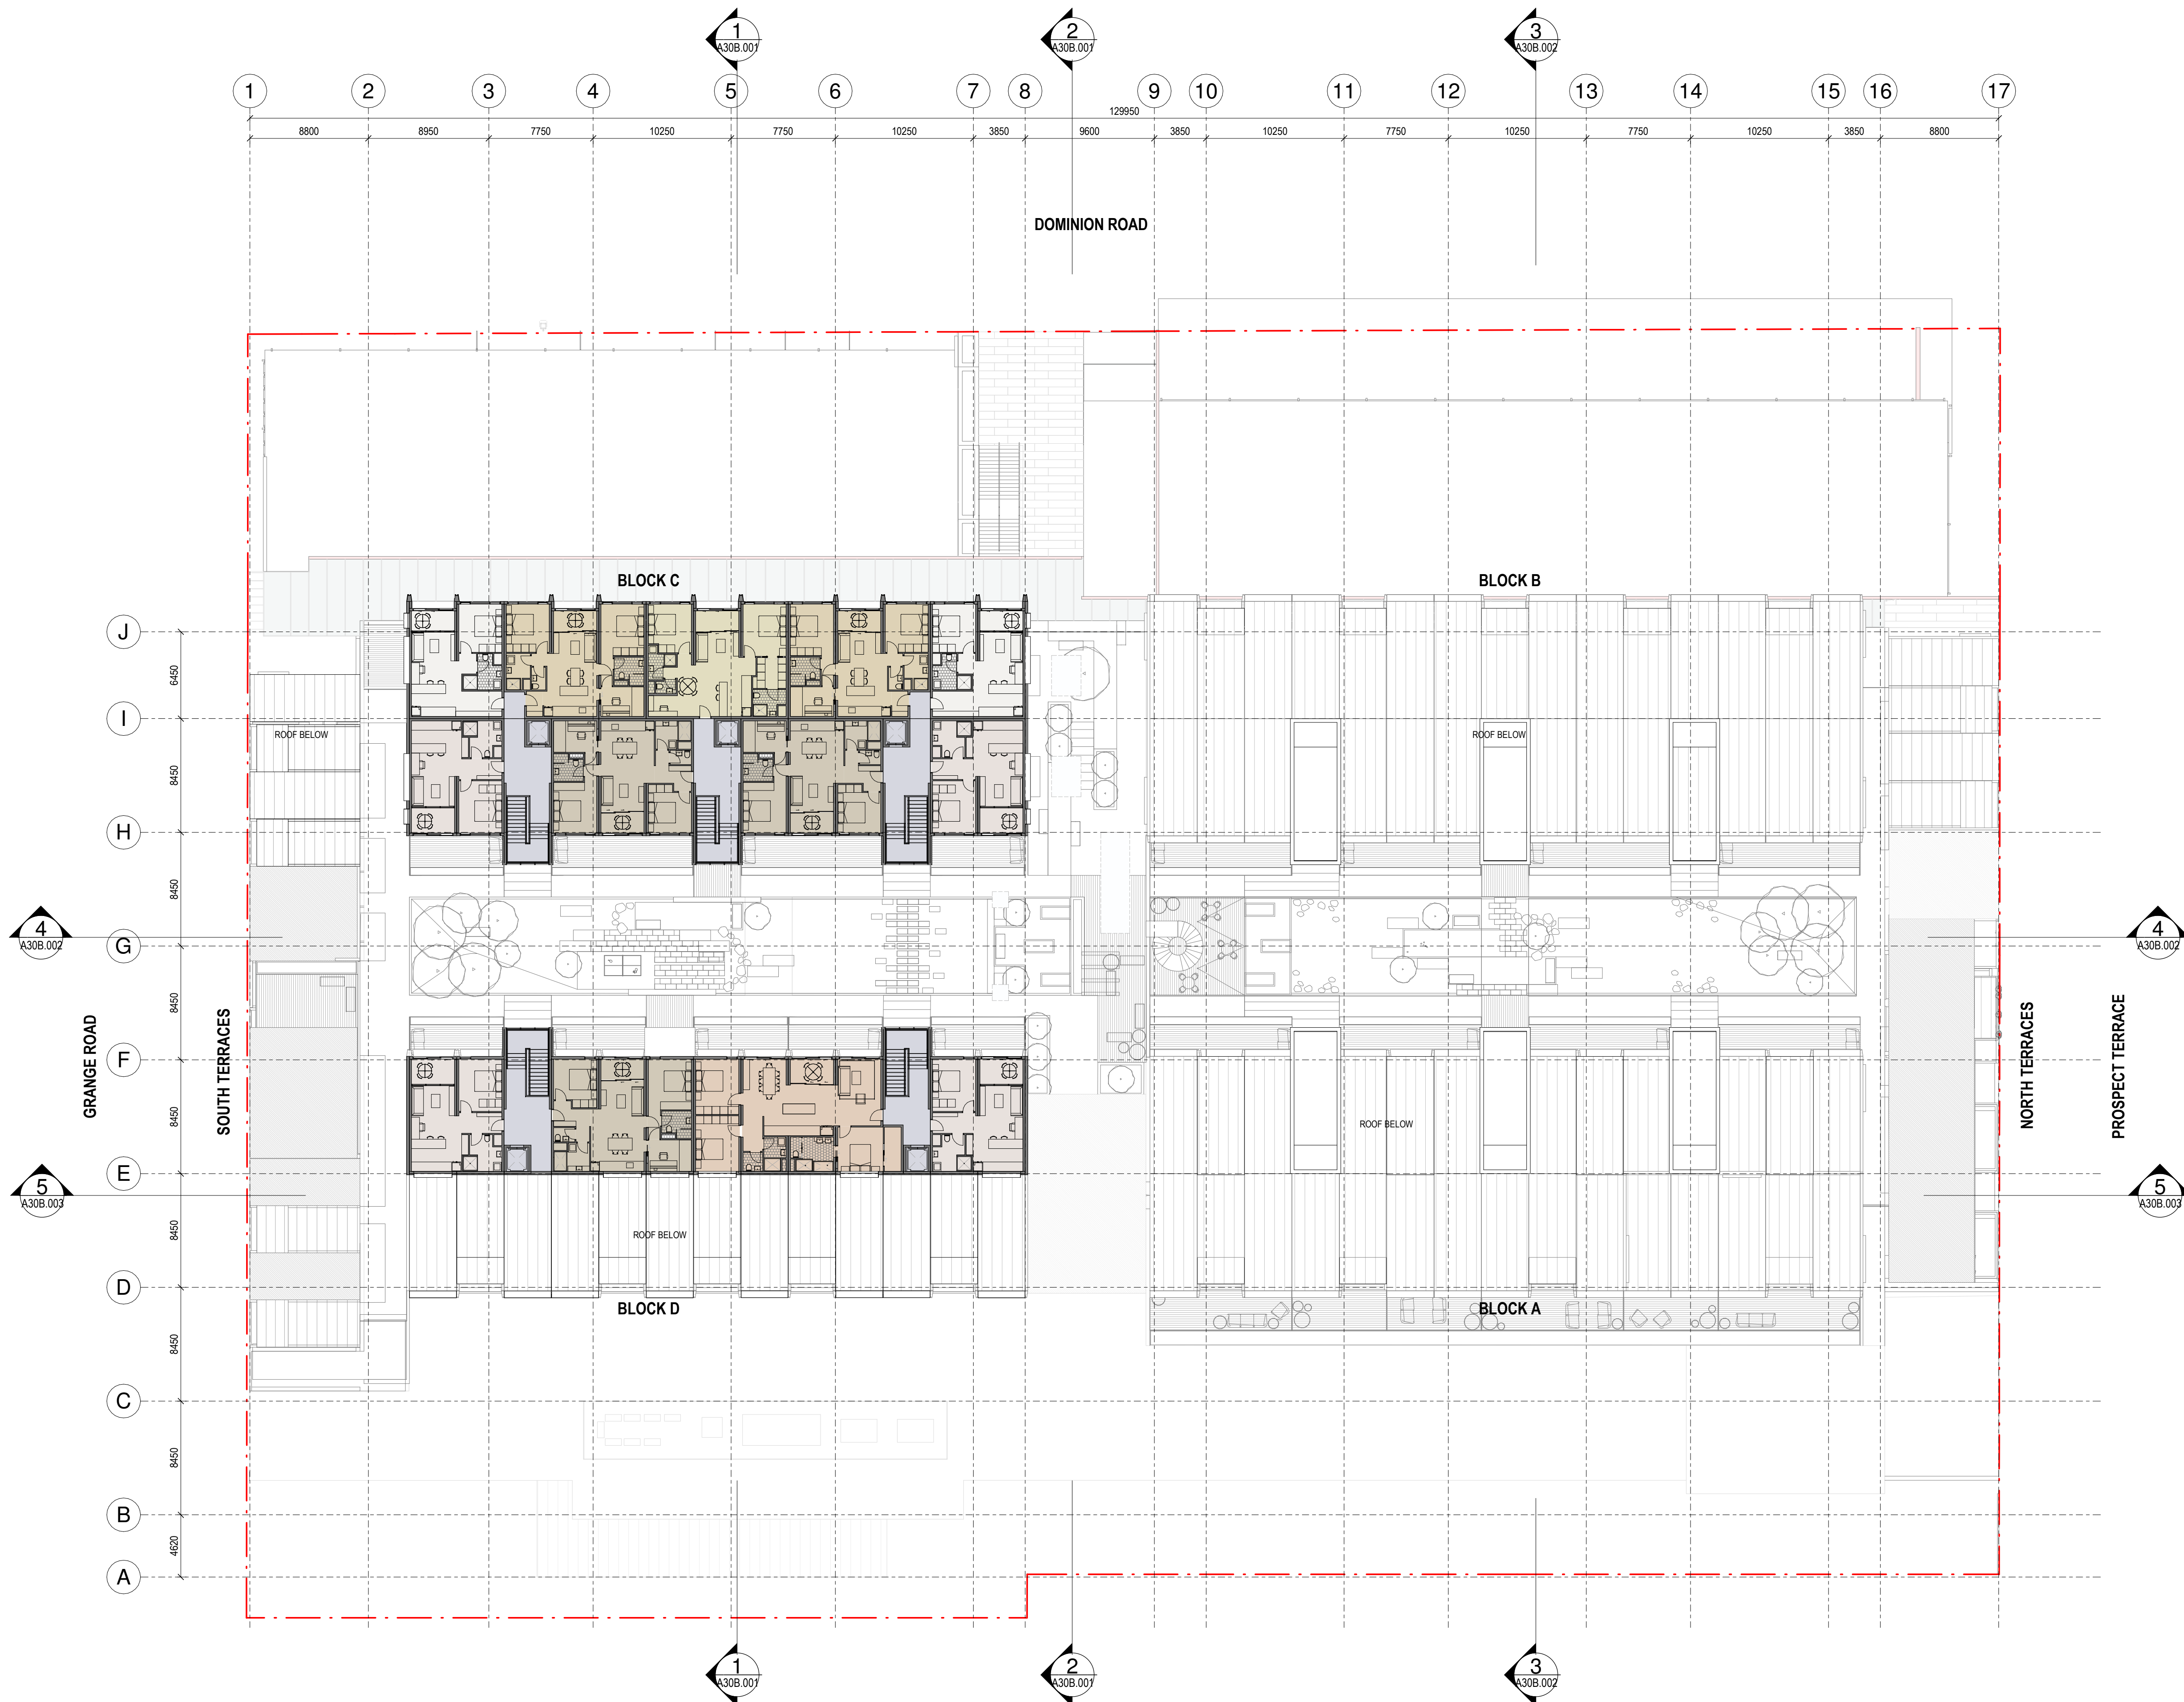 1
A30B.001
2
A30B.001
3
A30B.002
1
2
3
4
5
6
7
8
9
10
11
12
13
14
15
16
17
129950
8800
8950
7750
10250
7750
10250
3850
9600
3850
10250
7750
10250
7750
10250
3850
8800
DOMINION ROAD
BLOCK C
BLOCK B
J
6450
I
ROOF BELOW
ROOF BELOW
8450
H
8450
4
A30B.002
G
4
A30B.002
8450
GRANGE ROAD
SOUTH TERRACES
NORTH TERRACES
PROSPECT TERRACE
F
8450
ROOF BELOW
E
5
A30B.003
5
A30B.003
8450
ROOF BELOW
D
BLOCK D
BLOCK A
8450
C
8450
B
4620
A
1
A30B.001
2
A30B.001
3
A30B.002